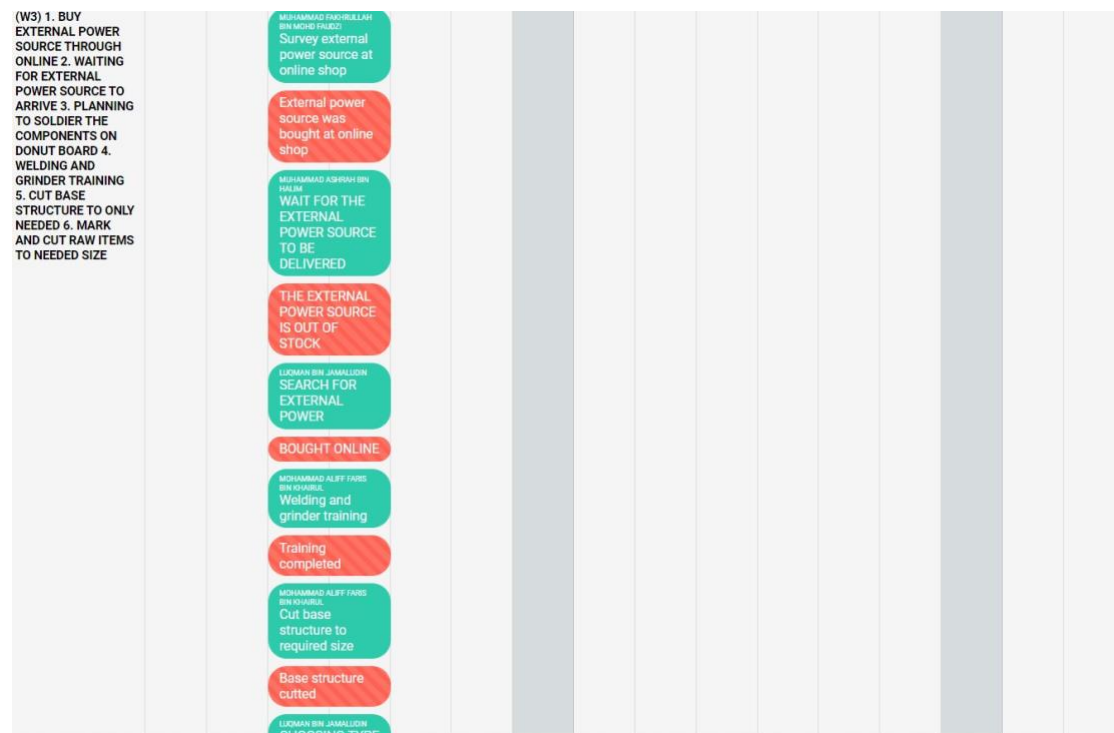 (W3) 1. BUY
EXTERNAL POWER
SOURCE THROUGH
ONLINE 2. WAITING
FOR EXTERNAL
POWER SOURCE TO
ARRIVE 3. PLANNING
TO SOLDIER THE
COMPONENTS ON
DONUT BOARD 4.
WELDING AND
GRINDER TRAINING
5. CUT BASE
STRUCTURE TO ONLY
NEEDED 6. MARK
AND CUT RAW ITEMS
TO NEEDED SIZE
MUHAMMAD FAKHRULLAH
BIN MOHD FAUDZI
Survey external
power source at
online shop
External power
source was
bought at online
shop
MUHAMMAD ASHRAH BIN
HALIM
WAIT FOR THE
EXTERNAL
POWER SOURCE
TO BE
DELIVERED
THE EXTERNAL
POWER SOURCE
IS OUT OF
STOCK
LUQMAN BIN JAMALUDIN
SEARCH FOR
EXTERNAL
POWER
BOUGHT ONLINE
MOHAMMAD ALIFF FARIS
BIN KHAIRUL
Welding and
grinder training
Training
completed
MOHAMMAD ALIFF FARIS
BIN KHAIRUL
Cut base
structure to
required size
Base structure
cutted
LUQMAN BIN JAMALUDIN